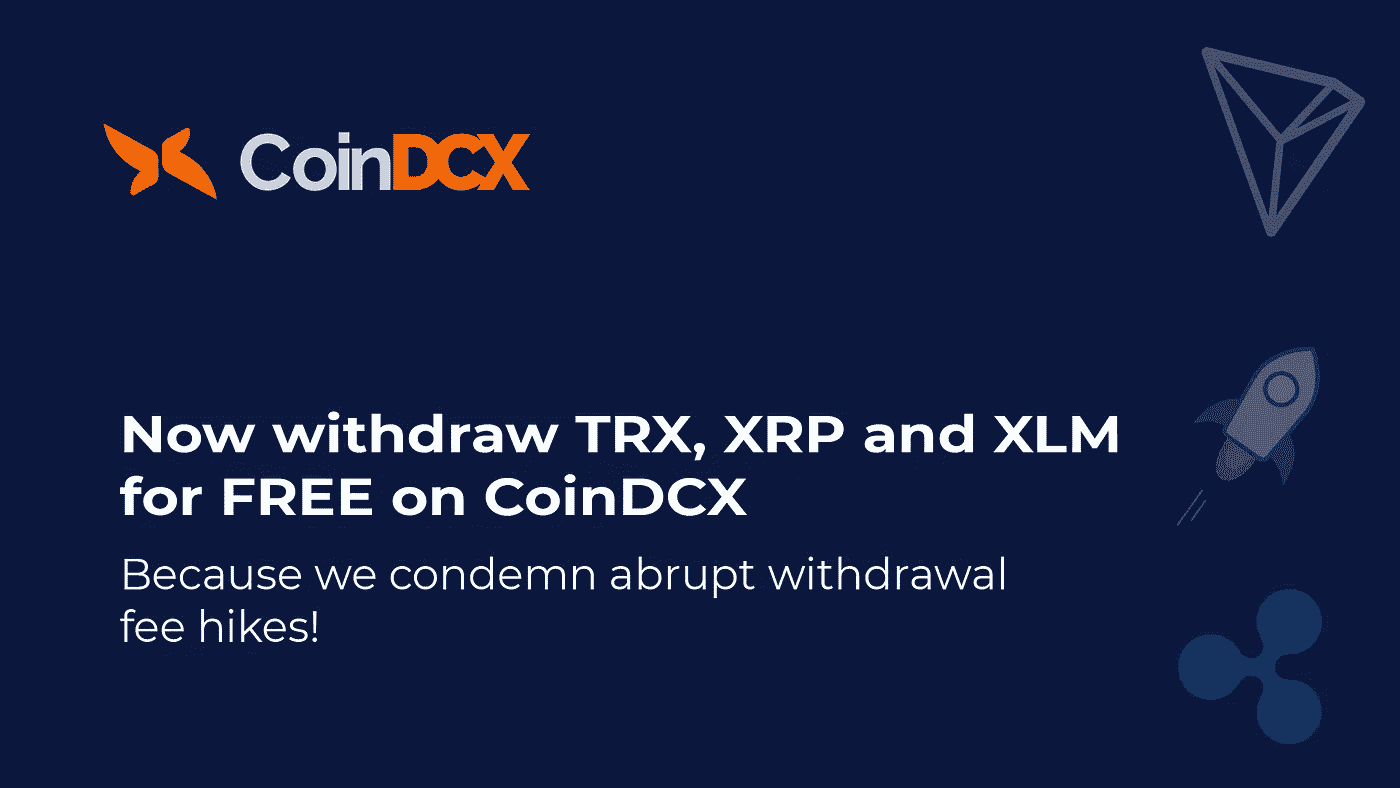 CoinDCX
Now withdraw TRX, XRP and XLM
for FREE on CoinDCX
Because we condemn abrupt withdrawal
fee hikes!